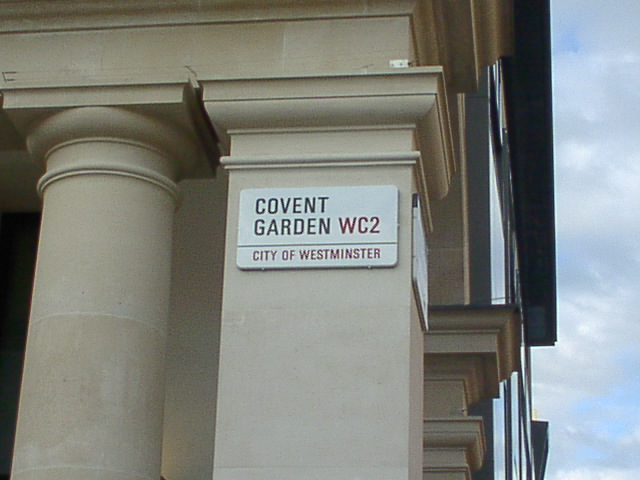 COVENT
GARDEN WC2
CITY OF WESTMINSTER